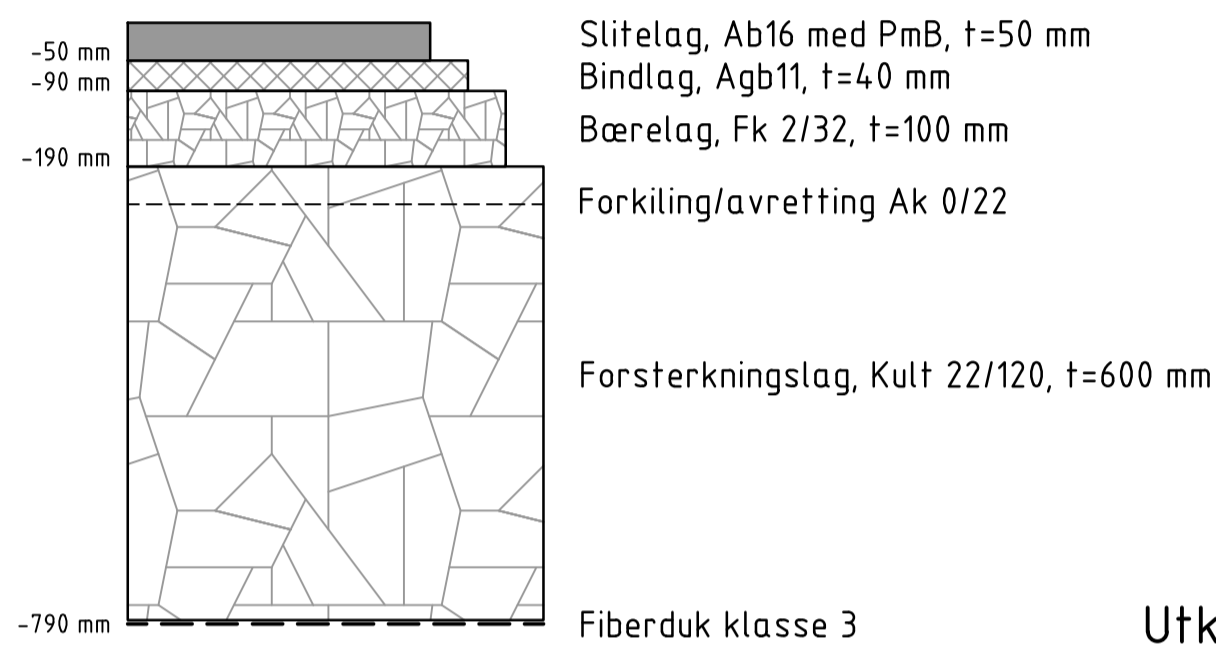 Slitelag, Ab16 med PmB, t=50 mm
-50 mm
Bindlag, Agb11, t=40 mm
-90 mm
Bærelag, Fk 2/32, t=100 mm
-190 mm
Forkiling/avretting Ak 0/22
Forsterkningslag, Kult 22/120, t=600 mm
-790 mm
Fiberduk klasse 3
Utk